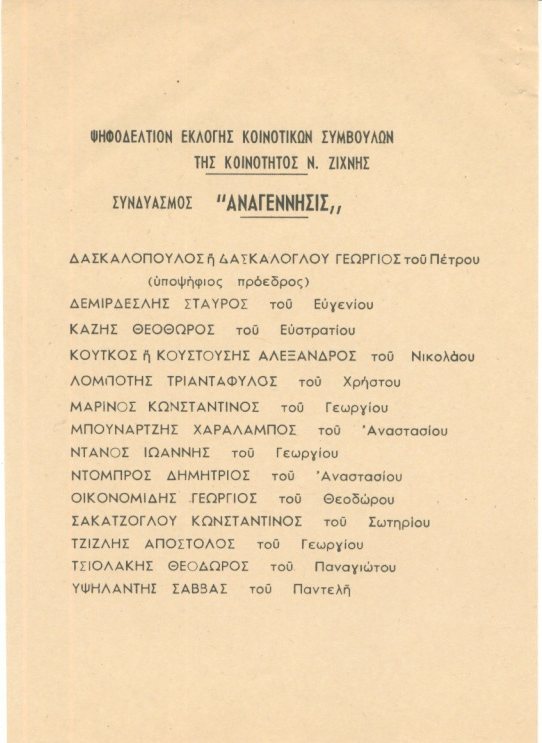 ΨΗΦΟΔΕΛΤΙΟΝ ΕΚΛΟΓΗΣ ΚΟΙΝΟΤΙΚΩΝ ΣΥΜΒΟΥΛΩΝ
ΤΗΣ ΚΟΙΝΟΤΗΤΟΣ Ν. ΖΙΧΝΗΣ
ΣΥΝΔΥΑΣΜΟΣ "ΑΝΑΓΕΝΝΗΣΙΣ,,
ΔΑΣΚΑΛΟΠΟΥΛΟΣ ἤ ΔΑΣΚΑΛΟΓΛΟΥ ΓΕΩΡΓΙΟΣ τοῦ Πέτρου
(ὑποψήφιος πρόεδρος)
ΔΕΜΙΡΔΕΣΛΗΣ ΣΤΑΥΡΟΣ τοῦ Εὐγενίου
ΚΑΖΗΣ ΘΕΟΘΩΡΟΣ τοῦ Εὐστρατίου
ΚΟΥΤΚΟΣ ἤ ΚΟΥΣΤΟΥΣΗΣ ΑΛΕΞΑΝΔΡΟΣ τοῦ Νικολάου
ΛΟΜΠΟΤΗΣ ΤΡΙΑΝΤΑΦΥΛΟΣ τοῦ Χρήστου
ΜΑΡΙΝΟΣ ΚΩΝΣΤΑΝΤΙΝΟΣ τοῦ Γεωργίου
ΜΠΟΥΝΑΡΤΖΗΣ ΧΑΡΑΛΑΜΠΟΣ τοῦ Ἀναστασίου
ΝΤΑΝΟΣ ΙΩΑΝΝΗΣ τοῦ Γεωργίου
ΝΤΟΜΠΡΟΣ ΔΗΜΗΤΡΙΟΣ τοῦ Ἀναστασίου
ΟΙΚΟΝΟΜΙΔΗΣ ΓΕΩΡΓΙΟΣ τοῦ Θεοδώρου
ΣΑΚΑΤΖΟΓΛΟΥ ΚΩΝΣΤΑΝΤΙΝΟΣ τοῦ Σωτηρίου
ΤΖΙΖΛΗΣ ΑΠΟΣΤΟΛΟΣ τοῦ Γεωργίου
ΤΣΙΟΛΑΚΗΣ ΘΕΟΔΩΡΟΣ τοῦ Παναγιώτου
ΥΨΗΛΑΝΤΗΣ ΣΑΒΒΑΣ τοῦ Παντελῆ